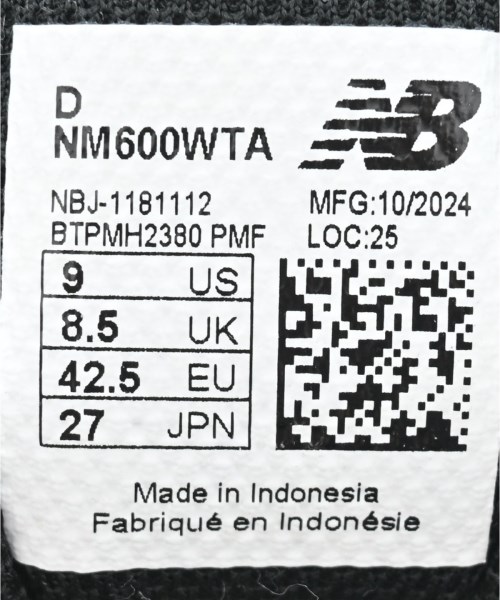 D
NM600WTA
NB
NBJ-1181112 MFG:10/2024
BTPMH2380 PMF LOC:25
9 US
8.5 UK
42.5 EU
27 JPN
Made in Indonesia
Fabriqué en Indonésie